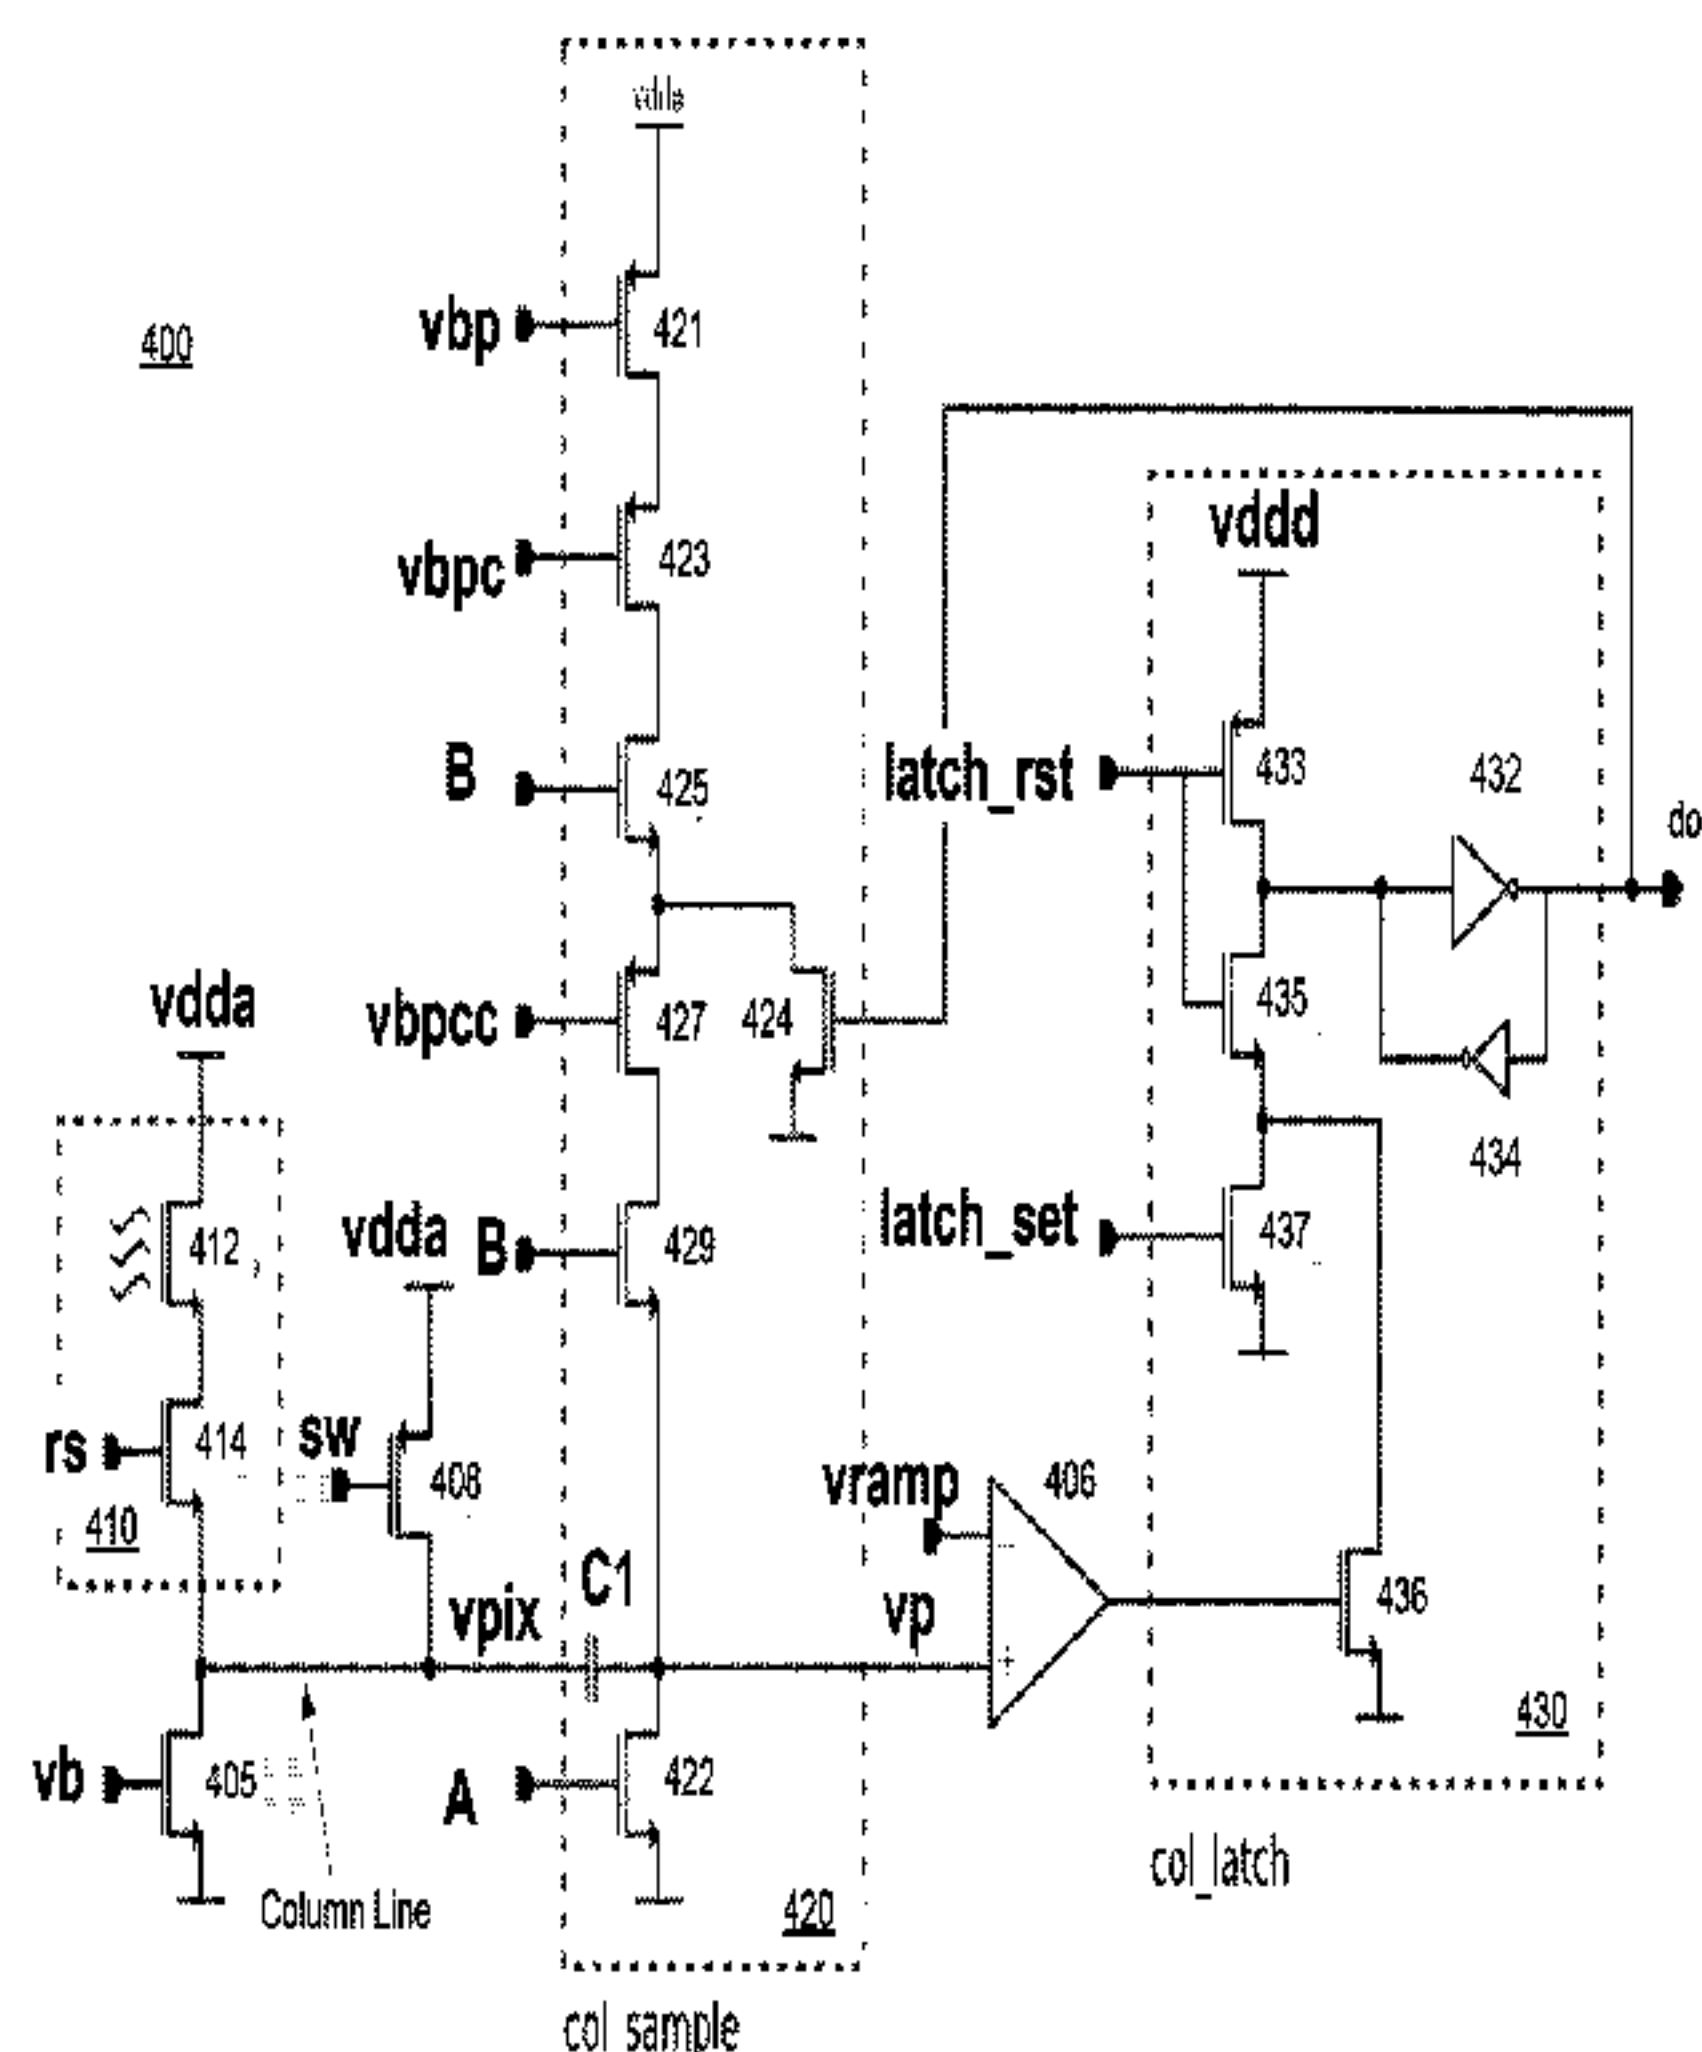 vdda
vbp
421
400
vbpc
423
vddd
B
425
latch_rst
433
432
do
vdda
vbpcc
427
424
435
434
412
vdda
B
429
latch_set
437
rs
414
sw
408
vramp
406
410
C1
vpix
vp
436
430
vb
405
A
422
Column Line
420
col_latch
col_sample